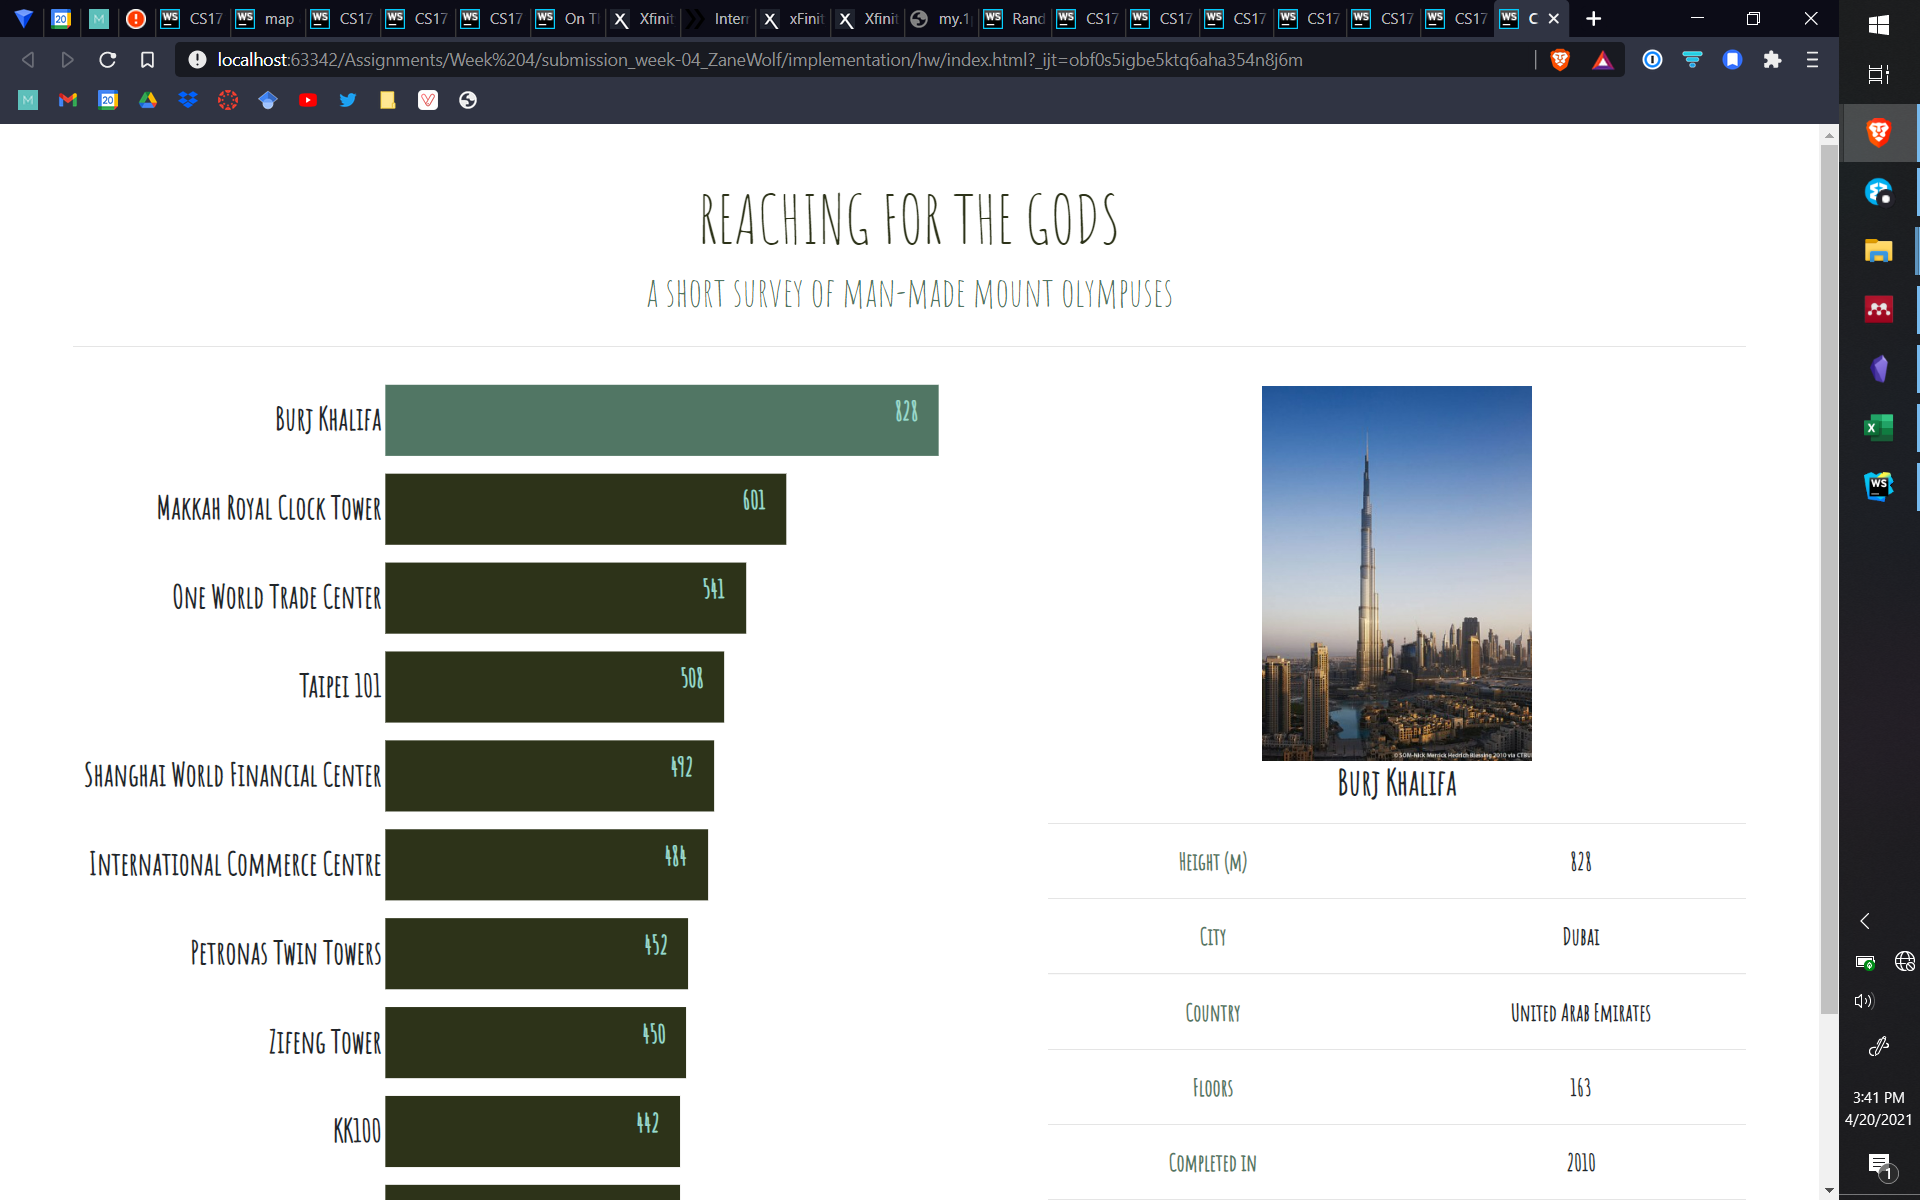 20
M
CS17
map
CS17
CS17
CS17
On T
Xfinit
Inter
xFinit
Xfinit
my.1
Rand
CS17
CS17
CS17
CS17
CS17
CS17
C
localhost:63342/Assignments/Week%204/submission_week-04_ZaneWolf/implementation/hw/index.html?_ijt=obf0s5igbe5ktq6aha354n8j6m
M
20
REACHING FOR THE GODS
A SHORT SURVEY OF MAN-MADE MOUNT OLYMPUSES
Burj Khalifa 828
Makkah Royal Clock Tower 601
One World Trade Center 541
Taipei 101 508
Shanghai World Financial Center 492
International Commerce Centre 484
Petronas Twin Towers 452
Zifeng Tower 450
KK100 442
Burj Khalifa
Height (m) 828
City Dubai
Country United Arab Emirates
Floors 163
Completed in 2010
WS
3:41 PM
4/20/2021
1